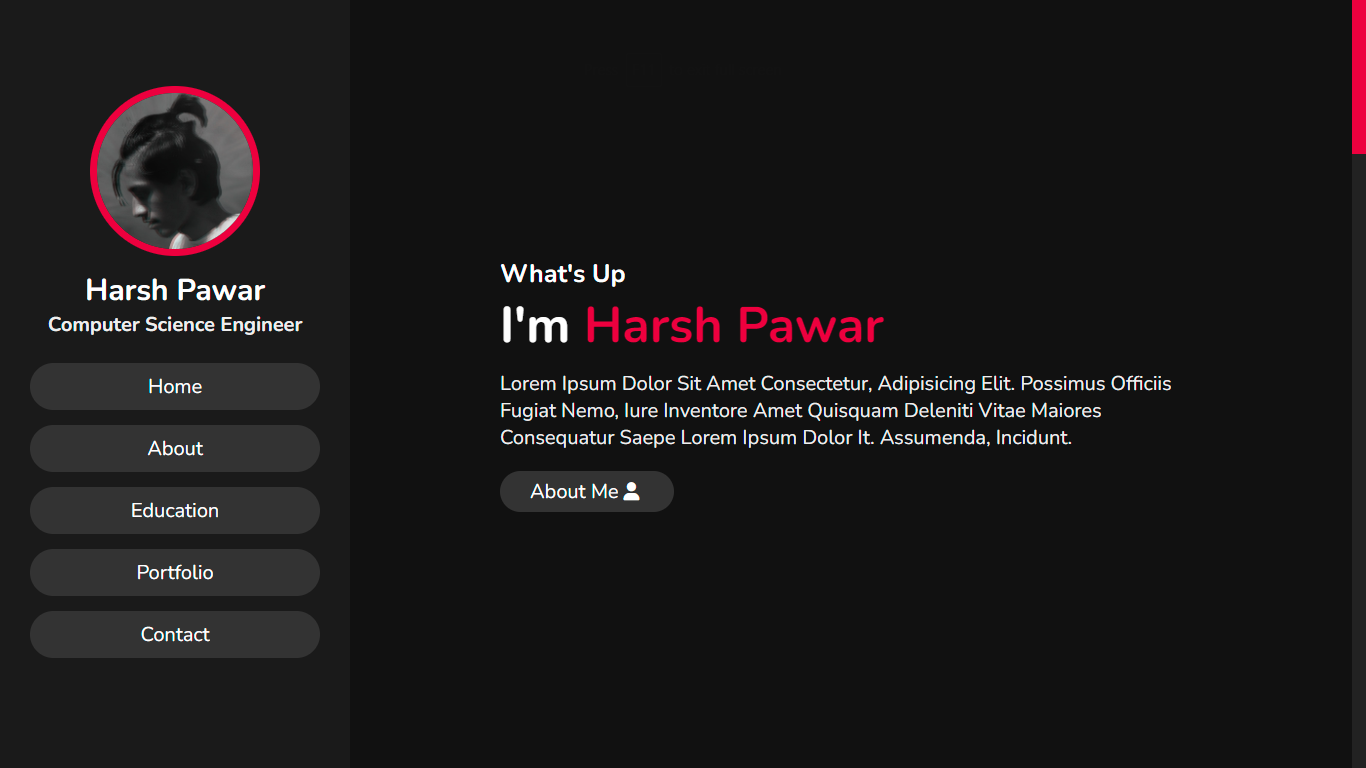 Harsh Pawar
Computer Science Engineer
Home
About
Education
Portfolio
Contact
What's Up
I'm Harsh Pawar
Lorem Ipsum Dolor Sit Amet Consectetur, Adipisicing Elit. Possimus Officiis
Fugiat Nemo, Iure Inventore Amet Quisquam Deleniti Vitae Maiores
Consequatur Saepe Lorem Ipsum Dolor It. Assumenda, Incidunt.
About Me